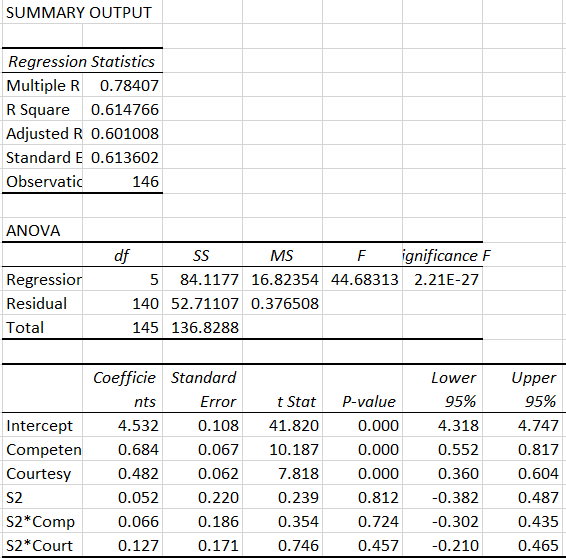 SUMMARY OUTPUT
Regression Statistics
Multiple R 0.78407
R Square 0.614766
Adjusted R 0.601008
Standard E 0.613602
Observatic 146
ANOVA
df SS MS F ignificance F
Regressior 5 84.1177 16.82354 44.68313 2.21E-27
Residual 140 52.71107 0.376508
Total 145 136.8288
Coefficie Standard Lower Upper
nts Error t Stat P-value 95% 95%
Intercept 4.532 0.108 41.820 0.000 4.318 4.747
Competen 0.684 0.067 10.187 0.000 0.552 0.817
Courtesy 0.482 0.062 7.818 0.000 0.360 0.604
S2 0.052 0.220 0.239 0.812 -0.382 0.487
S2*Comp 0.066 0.186 0.354 0.724 -0.302 0.435
S2*Court 0.127 0.171 0.746 0.457 -0.210 0.465